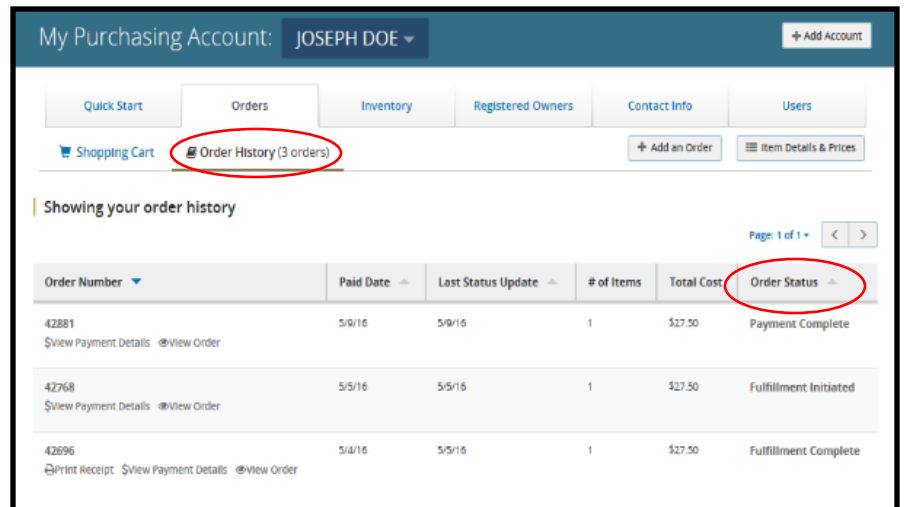 My Purchasing Account: JOSEPH DOE
+ Add Account
Quick Start Orders Inventory Registered Owners Contact Info Users
Shopping Cart Order History (3 orders) + Add an Order Item Details & Prices
Showing your order history
Page: 1 of 1 < >
Order Number Paid Date Last Status Update # of Items Total Cost Order Status
42881 5/9/16 5/9/16 1 $27.50 Payment Complete
$View Payment Details View Order
42768 5/5/16 5/5/16 1 $27.50 Fulfillment Initiated
$View Payment Details View Order
42696 5/4/16 5/5/16 1 $27.50 Fulfillment Complete
Print Receipt $View Payment Details View Order